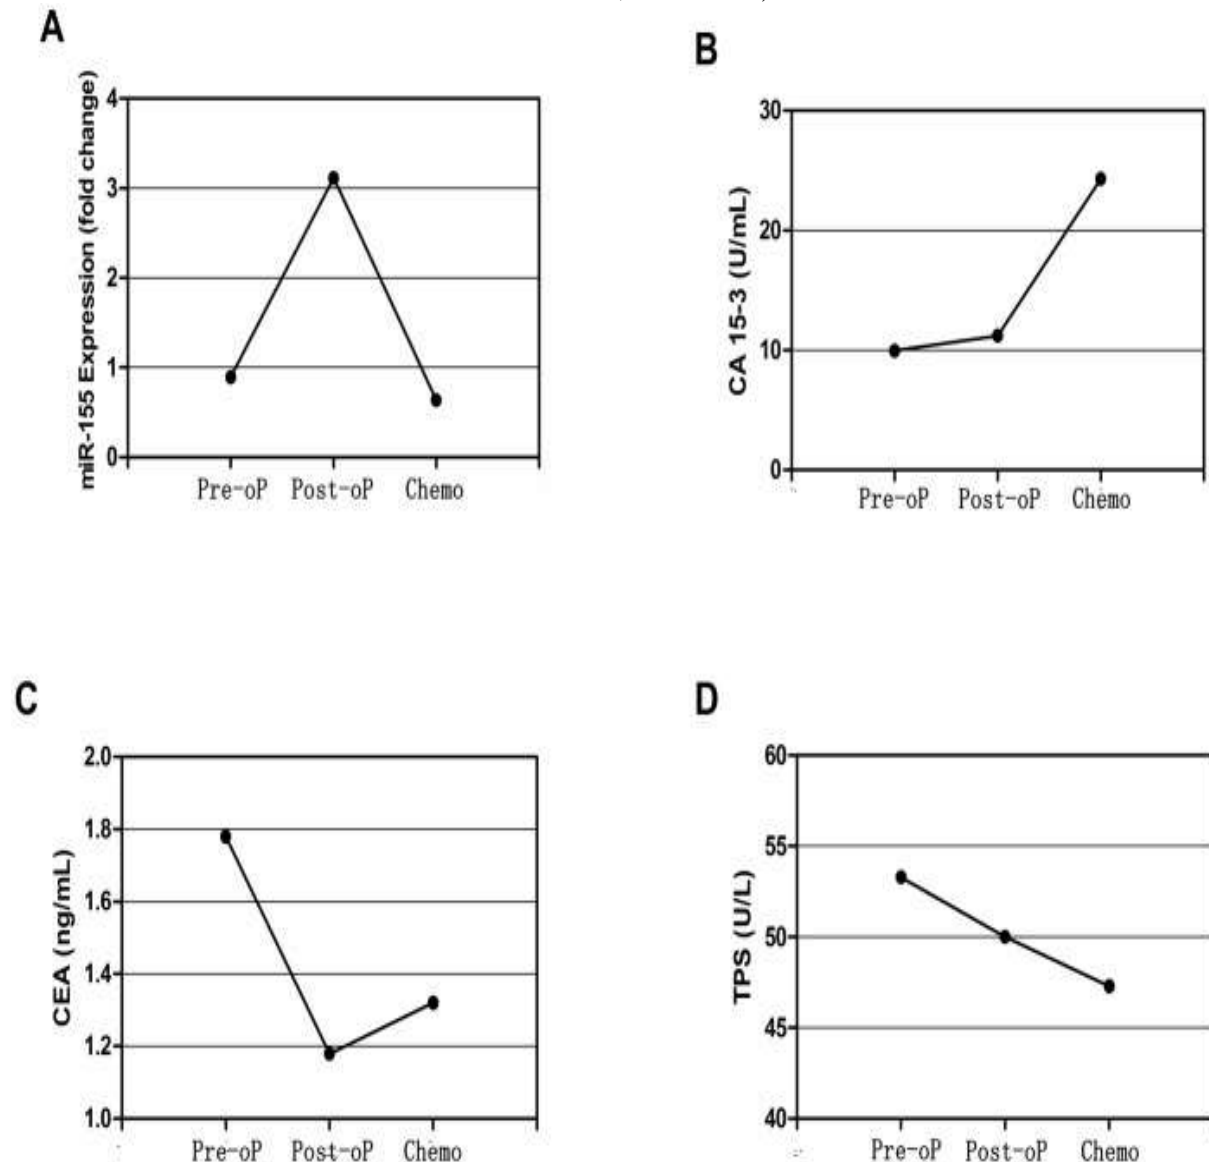 A
miR-155 Expression (fold change)
4
3
2
1
0
Pre-oP Post-oP Chemo
B
CA 15-3 (U/mL)
30
20
10
0
Pre-oP Post-oP Chemo
C
CEA (ng/mL)
2.0
1.8
1.6
1.4
1.2
1.0
Pre-oP Post-oP Chemo
D
TPS (U/L)
60
55
50
45
40
Pre-oP Post-oP Chemo